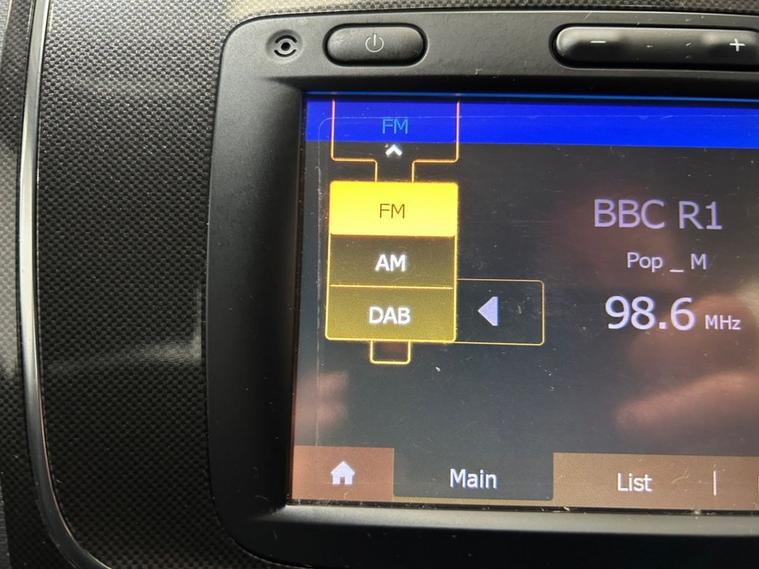 FM
FM
AM
DAB
BBC R1
Pop _ M
98.6 MHz
Main
List |